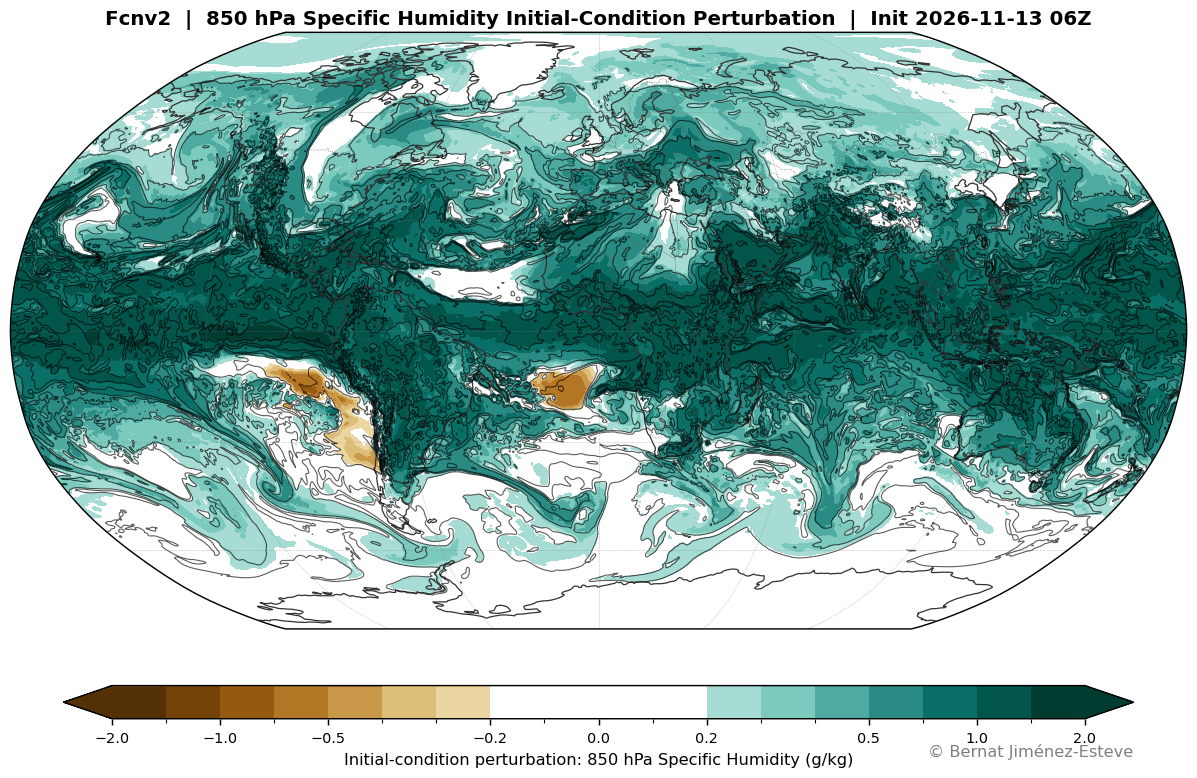 Fcnv2 | 850 hPa Specific Humidity Initial-Condition Perturbation | Init 2026-11-13 06Z
−2.0 −1.0 −0.5 −0.2 0.0 0.2 0.5 1.0 2.0
Initial-condition perturbation: 850 hPa Specific Humidity (g/kg)
© Bernat Jiménez-Esteve